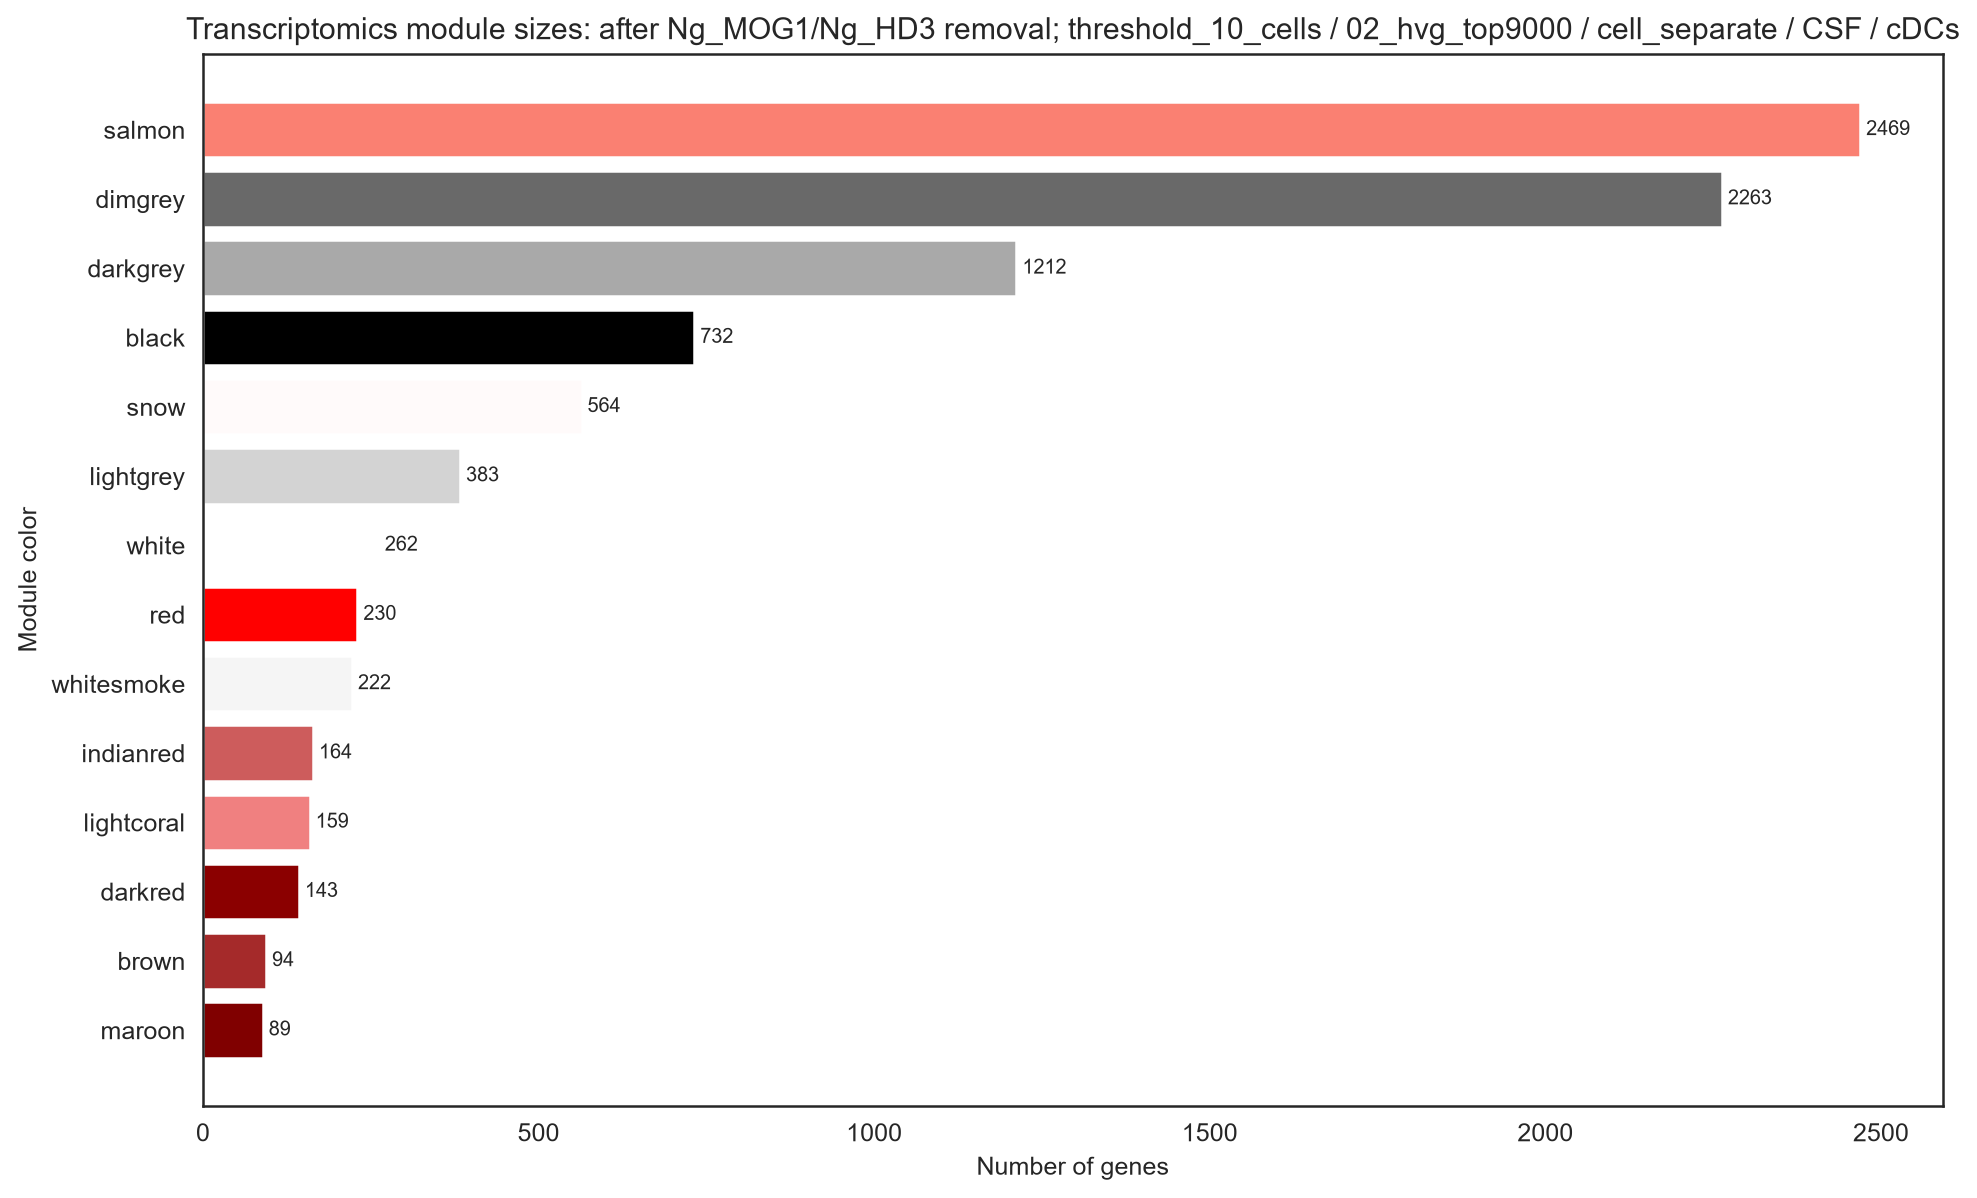 Transcriptomics module sizes: after Ng_MOG1/Ng_HD3 removal; threshold_10_cells / 02_hvg_top9000 / cell_separate / CSF / cDCs
salmon 2469
dimgrey 2263
darkgrey 1212
black 732
snow 564
lightgrey 383
white 262
red 230
whitesmoke 222
indianred 164
lightcoral 159
darkred 143
brown 94
maroon 89
Module color
0 500 1000 1500 2000 2500
Number of genes